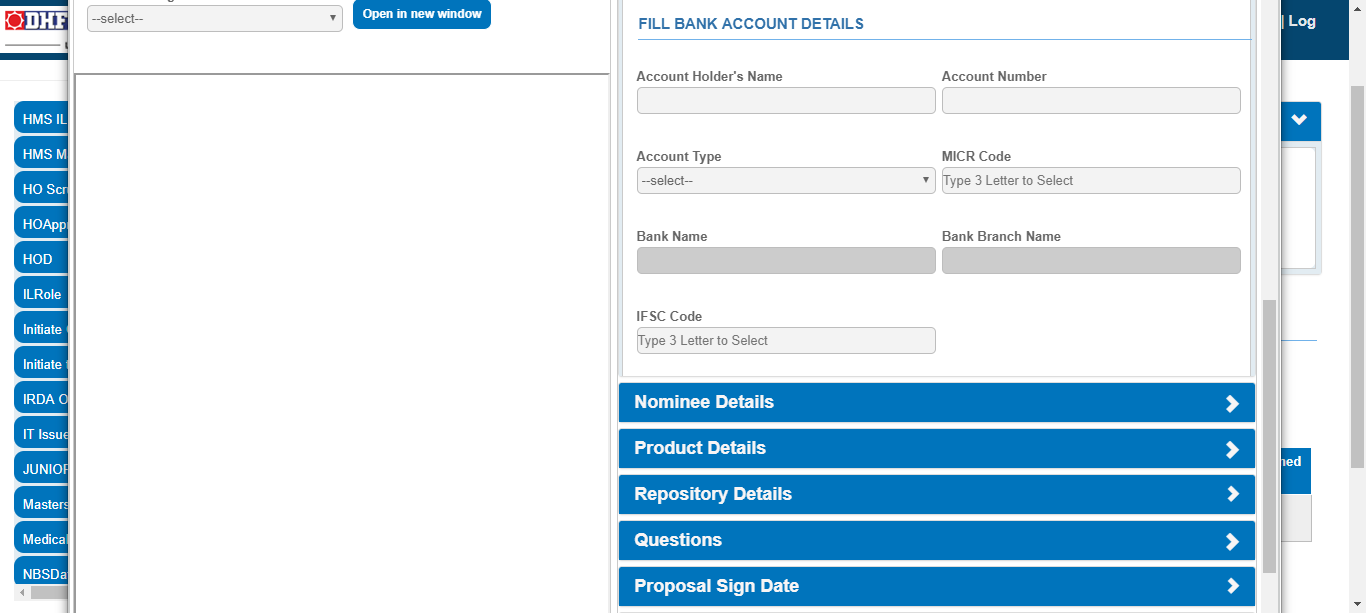 DHF
| Log
--select--
Open in new window
FILL BANK ACCOUNT DETAILS
Account Holder's Name
Account Number
Account Type
MICR Code
--select--
Type 3 Letter to Select
Bank Name
Bank Branch Name
IFSC Code
Type 3 Letter to Select
Nominee Details
Product Details
Repository Details
Questions
Proposal Sign Date
HMS IL
HMS M
HO Scr
HOAppr
HOD
ILRole
Initiate
Initiate
IRDA O
IT Issue
JUNIOR
Masters
Medical
NBSDa
ned